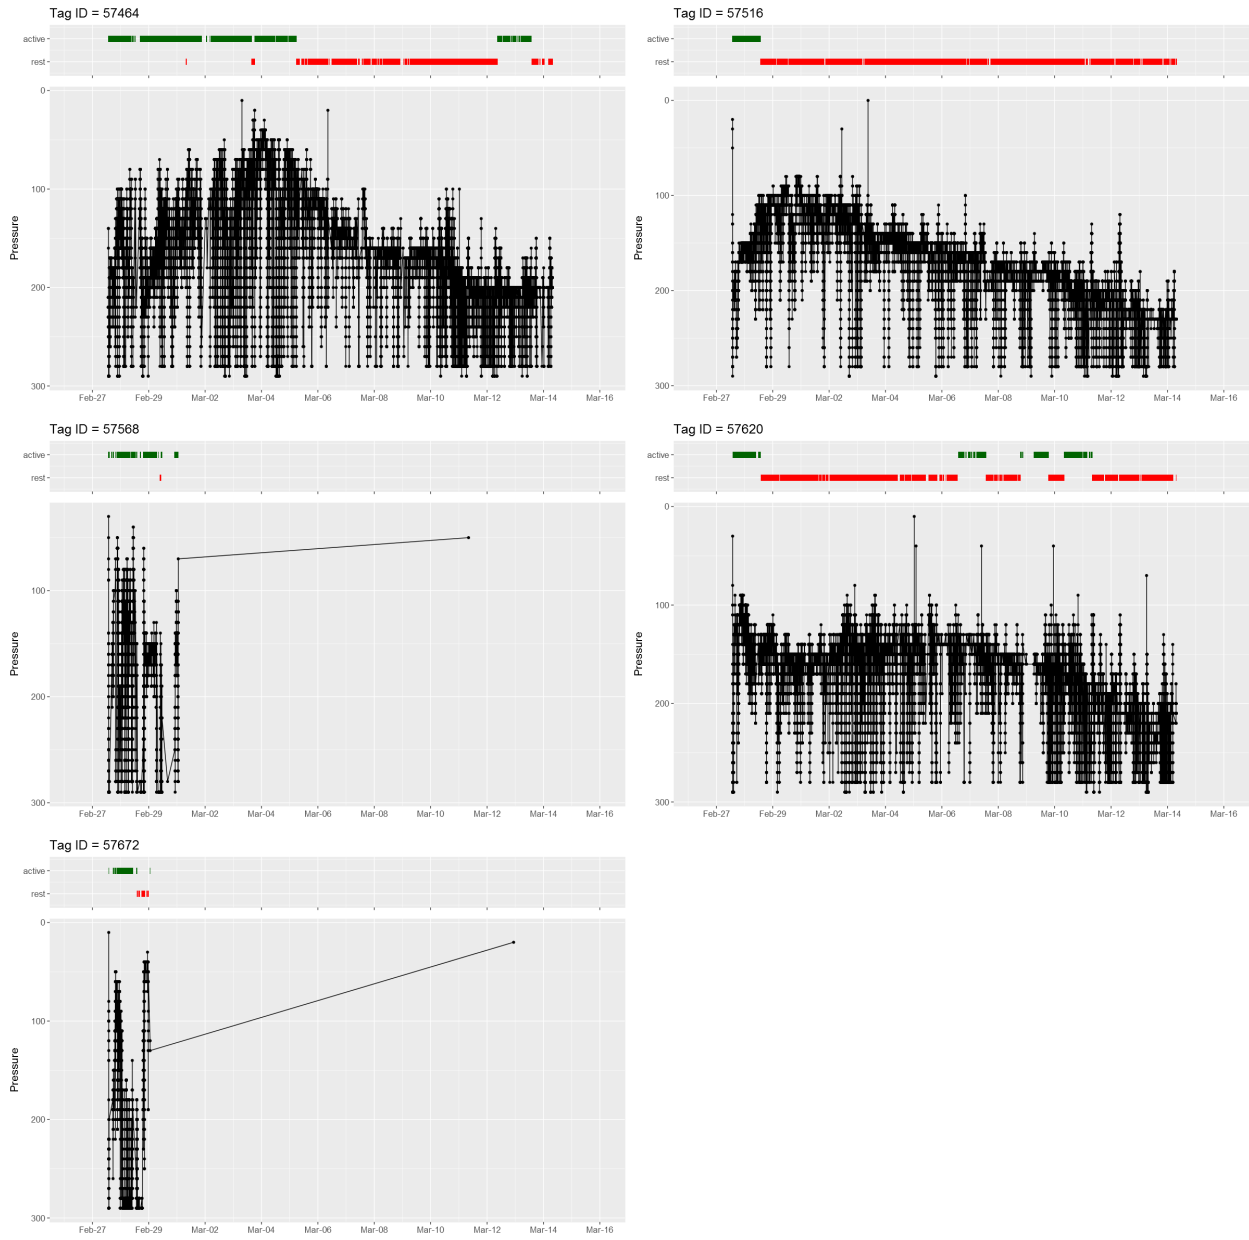 Tag ID = 57464
active
rest
0
100
200
300
Pressure
Feb-27 Feb-29 Mar-02 Mar-04 Mar-06 Mar-08 Mar-10 Mar-12 Mar-14 Mar-16
Tag ID = 57516
active
rest
0
100
200
300
Pressure
Feb-27 Feb-29 Mar-02 Mar-04 Mar-06 Mar-08 Mar-10 Mar-12 Mar-14 Mar-16
Tag ID = 57568
active
rest
100
200
300
Pressure
Feb-27 Feb-29 Mar-02 Mar-04 Mar-06 Mar-08 Mar-10 Mar-12 Mar-14 Mar-16
Tag ID = 57620
active
rest
0
100
200
300
Pressure
Feb-27 Feb-29 Mar-02 Mar-04 Mar-06 Mar-08 Mar-10 Mar-12 Mar-14 Mar-16
Tag ID = 57672
active
rest
0
100
200
300
Pressure
Feb-27 Feb-29 Mar-02 Mar-04 Mar-06 Mar-08 Mar-10 Mar-12 Mar-14 Mar-16